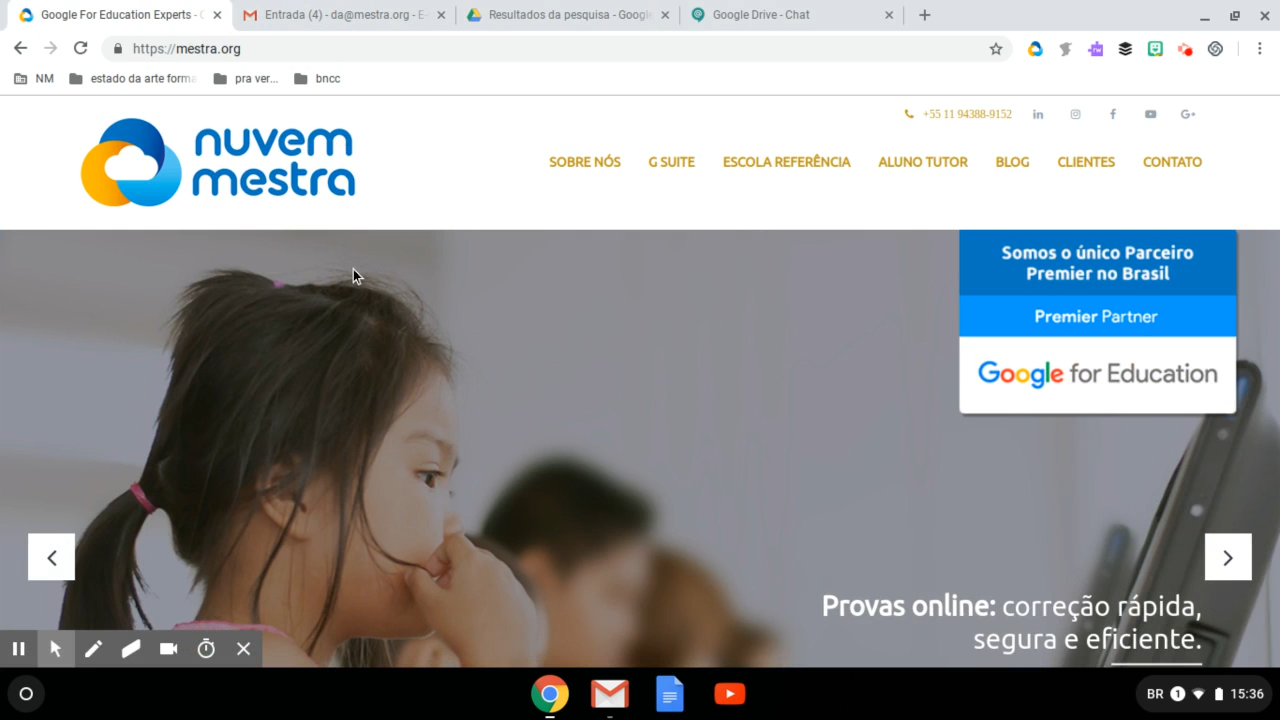 Google For Education Experts - C
Entrada (4) - da@mestra.org - E-
Resultados da pesquisa - Google
Google Drive - Chat
https://mestra.org
NM
estado da arte forma
pra ver...
bncc
+55 11 94388-9152
nuvem
mestra
SOBRE NÓS
G SUITE
ESCOLA REFERÊNCIA
ALUNO TUTOR
BLOG
CLIENTES
CONTATO
Somos o único Parceiro
Premier no Brasil
Premier Partner
Google for Education
Provas online: correção rápida,
segura e eficiente.
BR 1 15:36